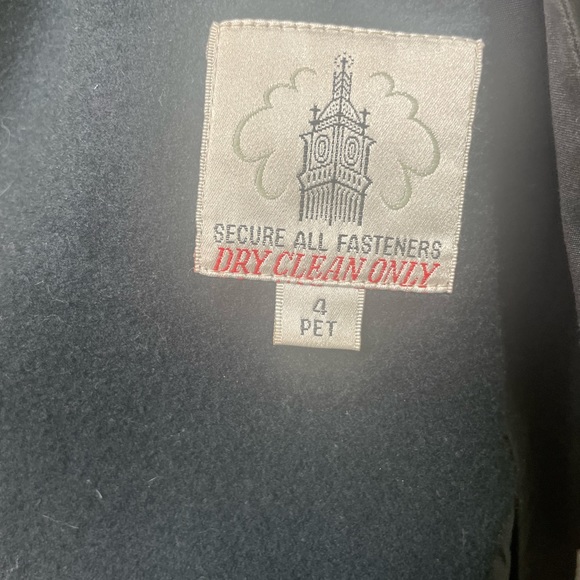 SECURE ALL FASTENERS
DRY CLEAN ONLY
4
PET